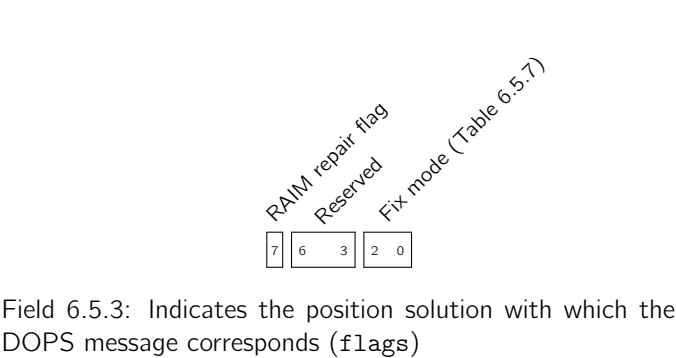 RAIM repair flag
Reserved
Fix mode (Table 6.5.7)
7 6 3 2 0
Field 6.5.3: Indicates the position solution with which the
DOPS message corresponds (flags)